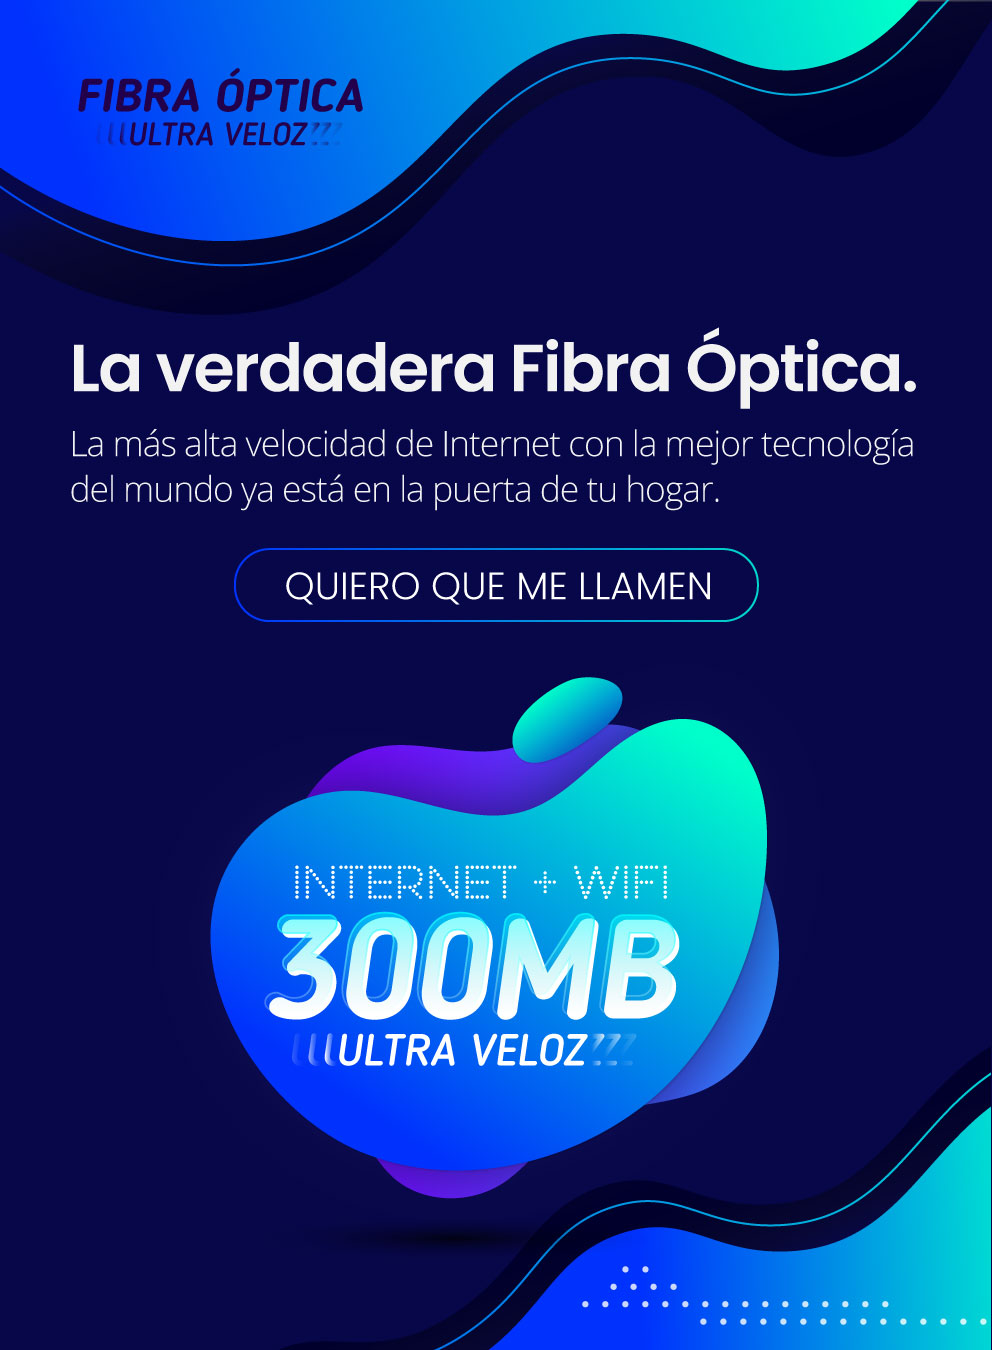 FIBRA ÓPTICA
ULTRA VELOZ
La verdadera Fibra Óptica.
La más alta velocidad de Internet con la mejor tecnología
del mundo ya está en la puerta de tu hogar.
QUIERO QUE ME LLAMEN
INTERNET + WIFI
300MB
ULTRA VELOZ